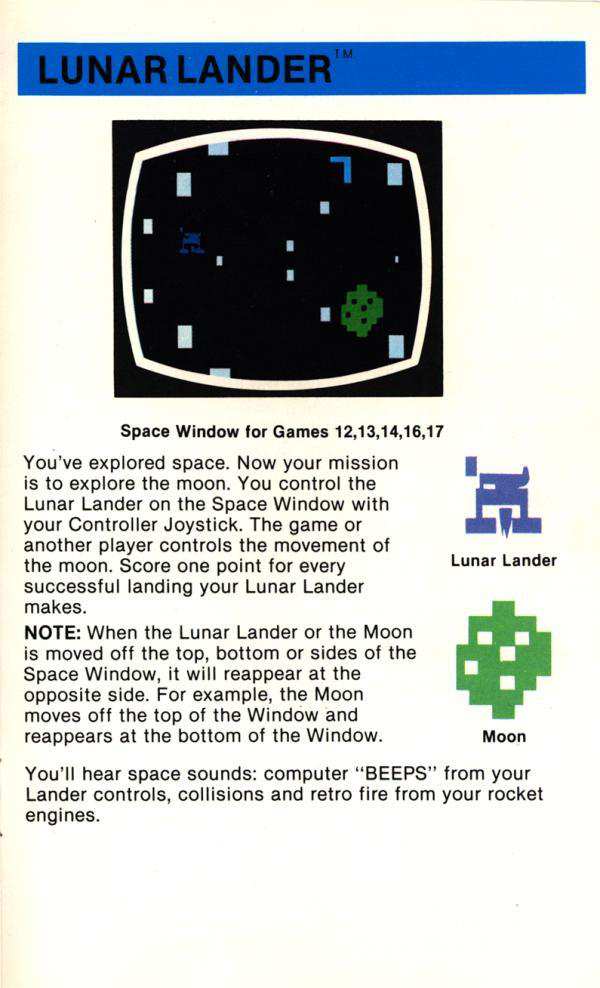 LUNAR LANDER™
Space Window for Games 12,13,14,16,17
You've explored space. Now your mission
is to explore the moon. You control the
Lunar Lander on the Space Window with
your Controller Joystick. The game or
another player controls the movement of
the moon. Score one point for every
successful landing your Lunar Lander
makes.
Lunar Lander
NOTE: When the Lunar Lander or the Moon
is moved off the top, bottom or sides of the
Space Window, it will reappear at the
opposite side. For example, the Moon
moves off the top of the Window and
reappears at the bottom of the Window.
Moon
You'll hear space sounds: computer "BEEPS" from your
Lander controls, collisions and retro fire from your rocket
engines.